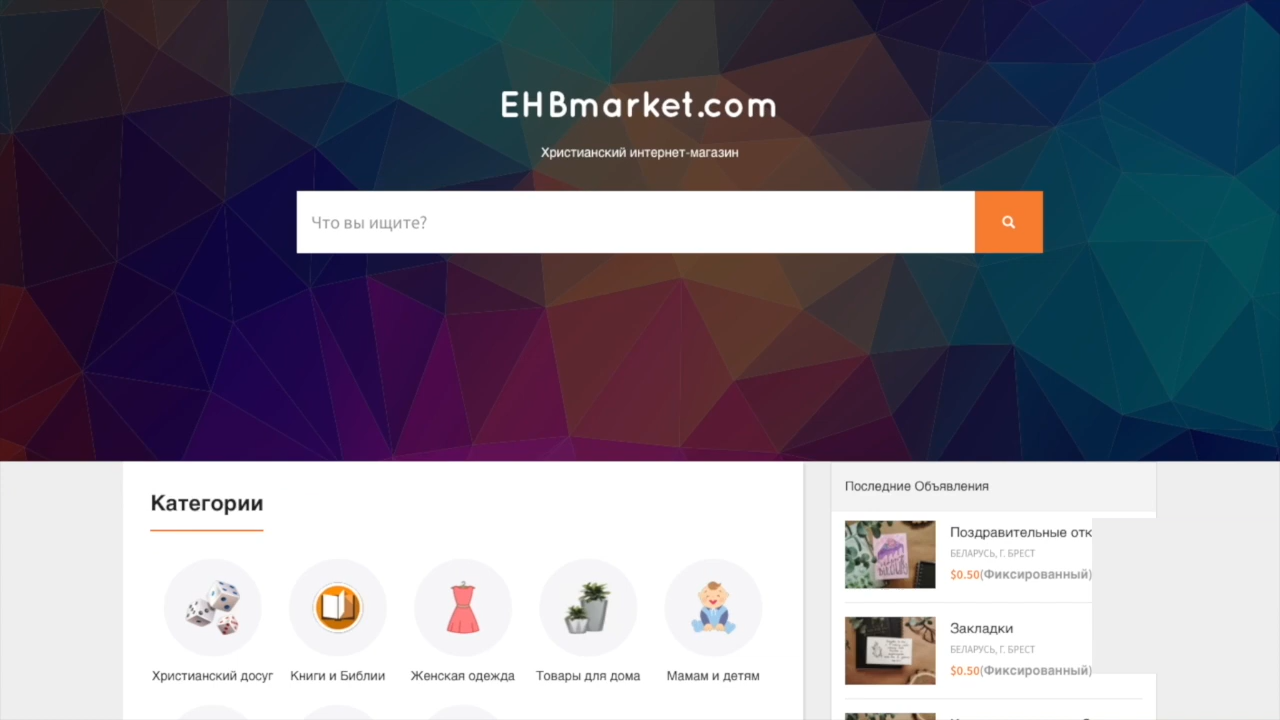 EHBmarket.com
Христианский интернет-магазин
Что вы ищите?
Категории
Христианский досуг
Книги и Библии
Женская одежда
Товары для дома
Мамам и детям
Последние Объявления
Поздравительные отк
БЕЛАРУСЬ, Г. БРЕСТ
$0.50(Фиксированный)
Закладки
БЕЛАРУСЬ, Г. БРЕСТ
$0.50(Фиксированный)